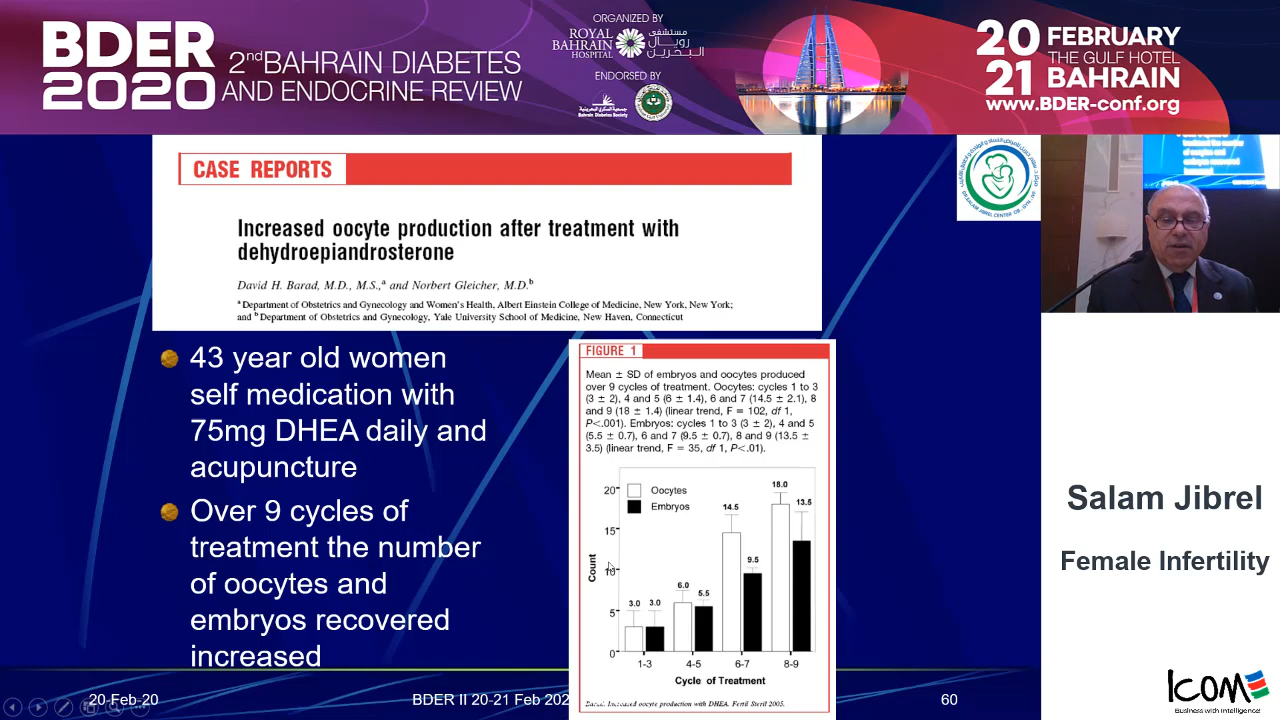 BDER
2020
2nd BAHRAIN DIABETES
AND ENDOCRINE REVIEW
ORGANIZED BY
ROYAL
BAHRAIN
HOSPITAL
مستشفى
رويال
البحرين
ENDORSED BY
Bahrain Diabetes Society
20 FEBRUARY
THE GULF HOTEL
21 BAHRAIN
www.BDER-conf.org
CASE REPORTS
Increased oocyte production after treatment with
dehydroepiandrosterone
David H. Barad, M.D., M.S.,a and Norbert Gleicher, M.D.b
a Department of Obstetrics and Gynecology and Women's Health, Albert Einstein College of Medicine, New York, New York;
and b Department of Obstetrics and Gynecology, Yale University School of Medicine, New Haven, Connecticut
43 year old women
self medication with
75mg DHEA daily and
acupuncture
Over 9 cycles of
treatment the number
of oocytes and
embryos recovered
increased
FIGURE 1
Mean ± SD of embryos and oocytes produced
over 9 cycles of treatment. Oocytes: cycles 1 to 3
(3 ± 2), 4 and 5 (6 ± 1.4), 6 and 7 (14.5 ± 2.1), 8
and 9 (18 ± 1.4) (linear trend, F = 102, df 1,
P<.001). Embryos: cycles 1 to 3 (3 ± 2), 4 and 5
(5.5 ± 0.7), 6 and 7 (9.5 ± 0.7), 8 and 9 (13.5 ±
3.5) (linear trend, F = 35, df 1, P<.01).
Oocytes
Embryos
Count
20
15
10
5
0
3.0 3.0 6.0 5.5 14.5 9.5 18.0 13.5
1-3 4-5 6-7 8-9
Cycle of Treatment
Barad. Increased oocyte production with DHEA. Fertil Steril 2005.
20-Feb-20
BDER II 20-21 Feb 202
60
DR.SALAM JIBREL CENTER OB-GYN, IVF
Salam Jibrel
Female Infertility
ICOM
Business with Intelligence!